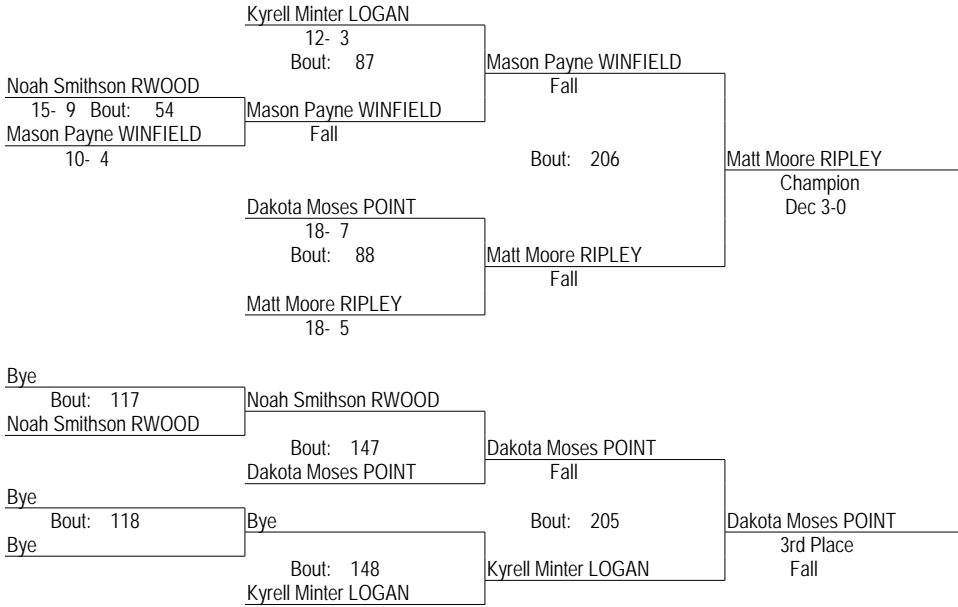 Kyrell Minter LOGAN
12- 3
Bout: 87
Mason Payne WINFIELD
Fall
Noah Smithson RWOOD
15- 9 Bout: 54
Mason Payne WINFIELD
Fall
Mason Payne WINFIELD
10- 4
Bout: 206
Matt Moore RIPLEY
Champion
Dec 3-0
Dakota Moses POINT
18- 7
Bout: 88
Matt Moore RIPLEY
Fall
Matt Moore RIPLEY
18- 5
Bye
Bout: 117
Noah Smithson RWOOD
Noah Smithson RWOOD
Bout: 147
Dakota Moses POINT
Fall
Dakota Moses POINT
Bye
Bout: 118
Bye
Bye
Bout: 205
Dakota Moses POINT
3rd Place
Fall
Bout: 148
Kyrell Minter LOGAN
Kyrell Minter LOGAN